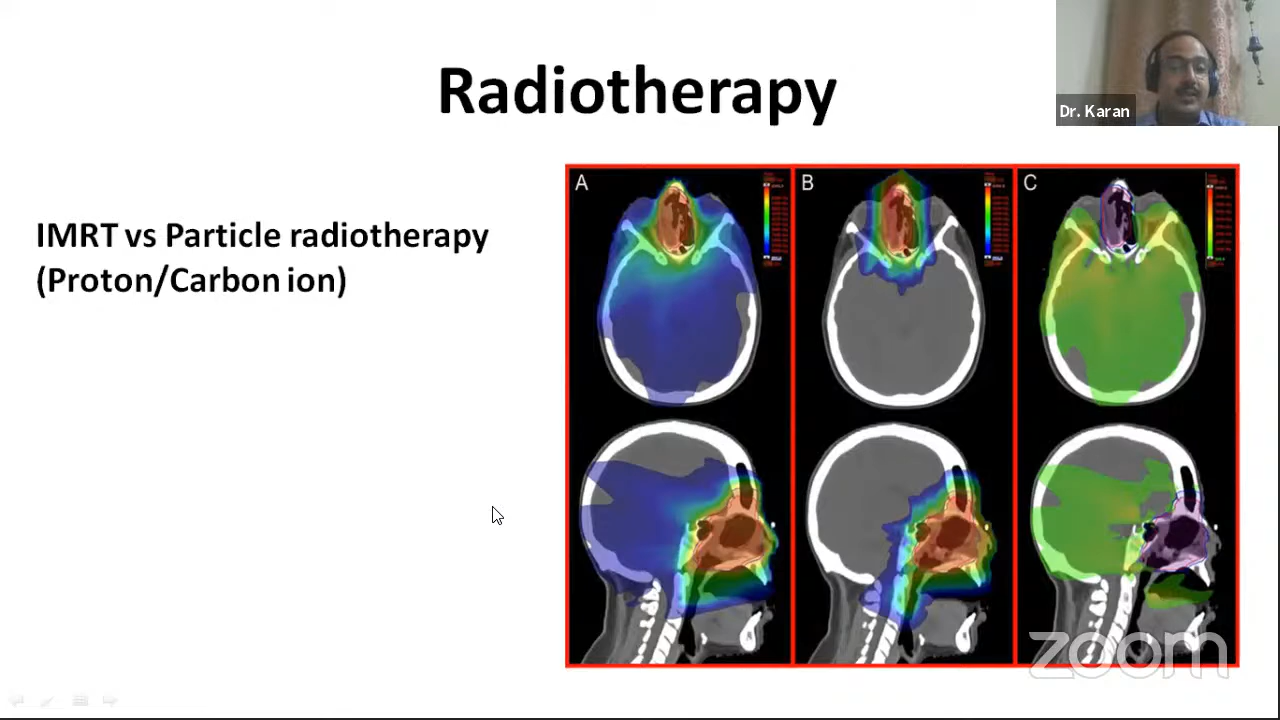 Radiotherapy
Dr. Karan
IMRT vs Particle radiotherapy
(Proton/Carbon ion)
A
B
C
zoom